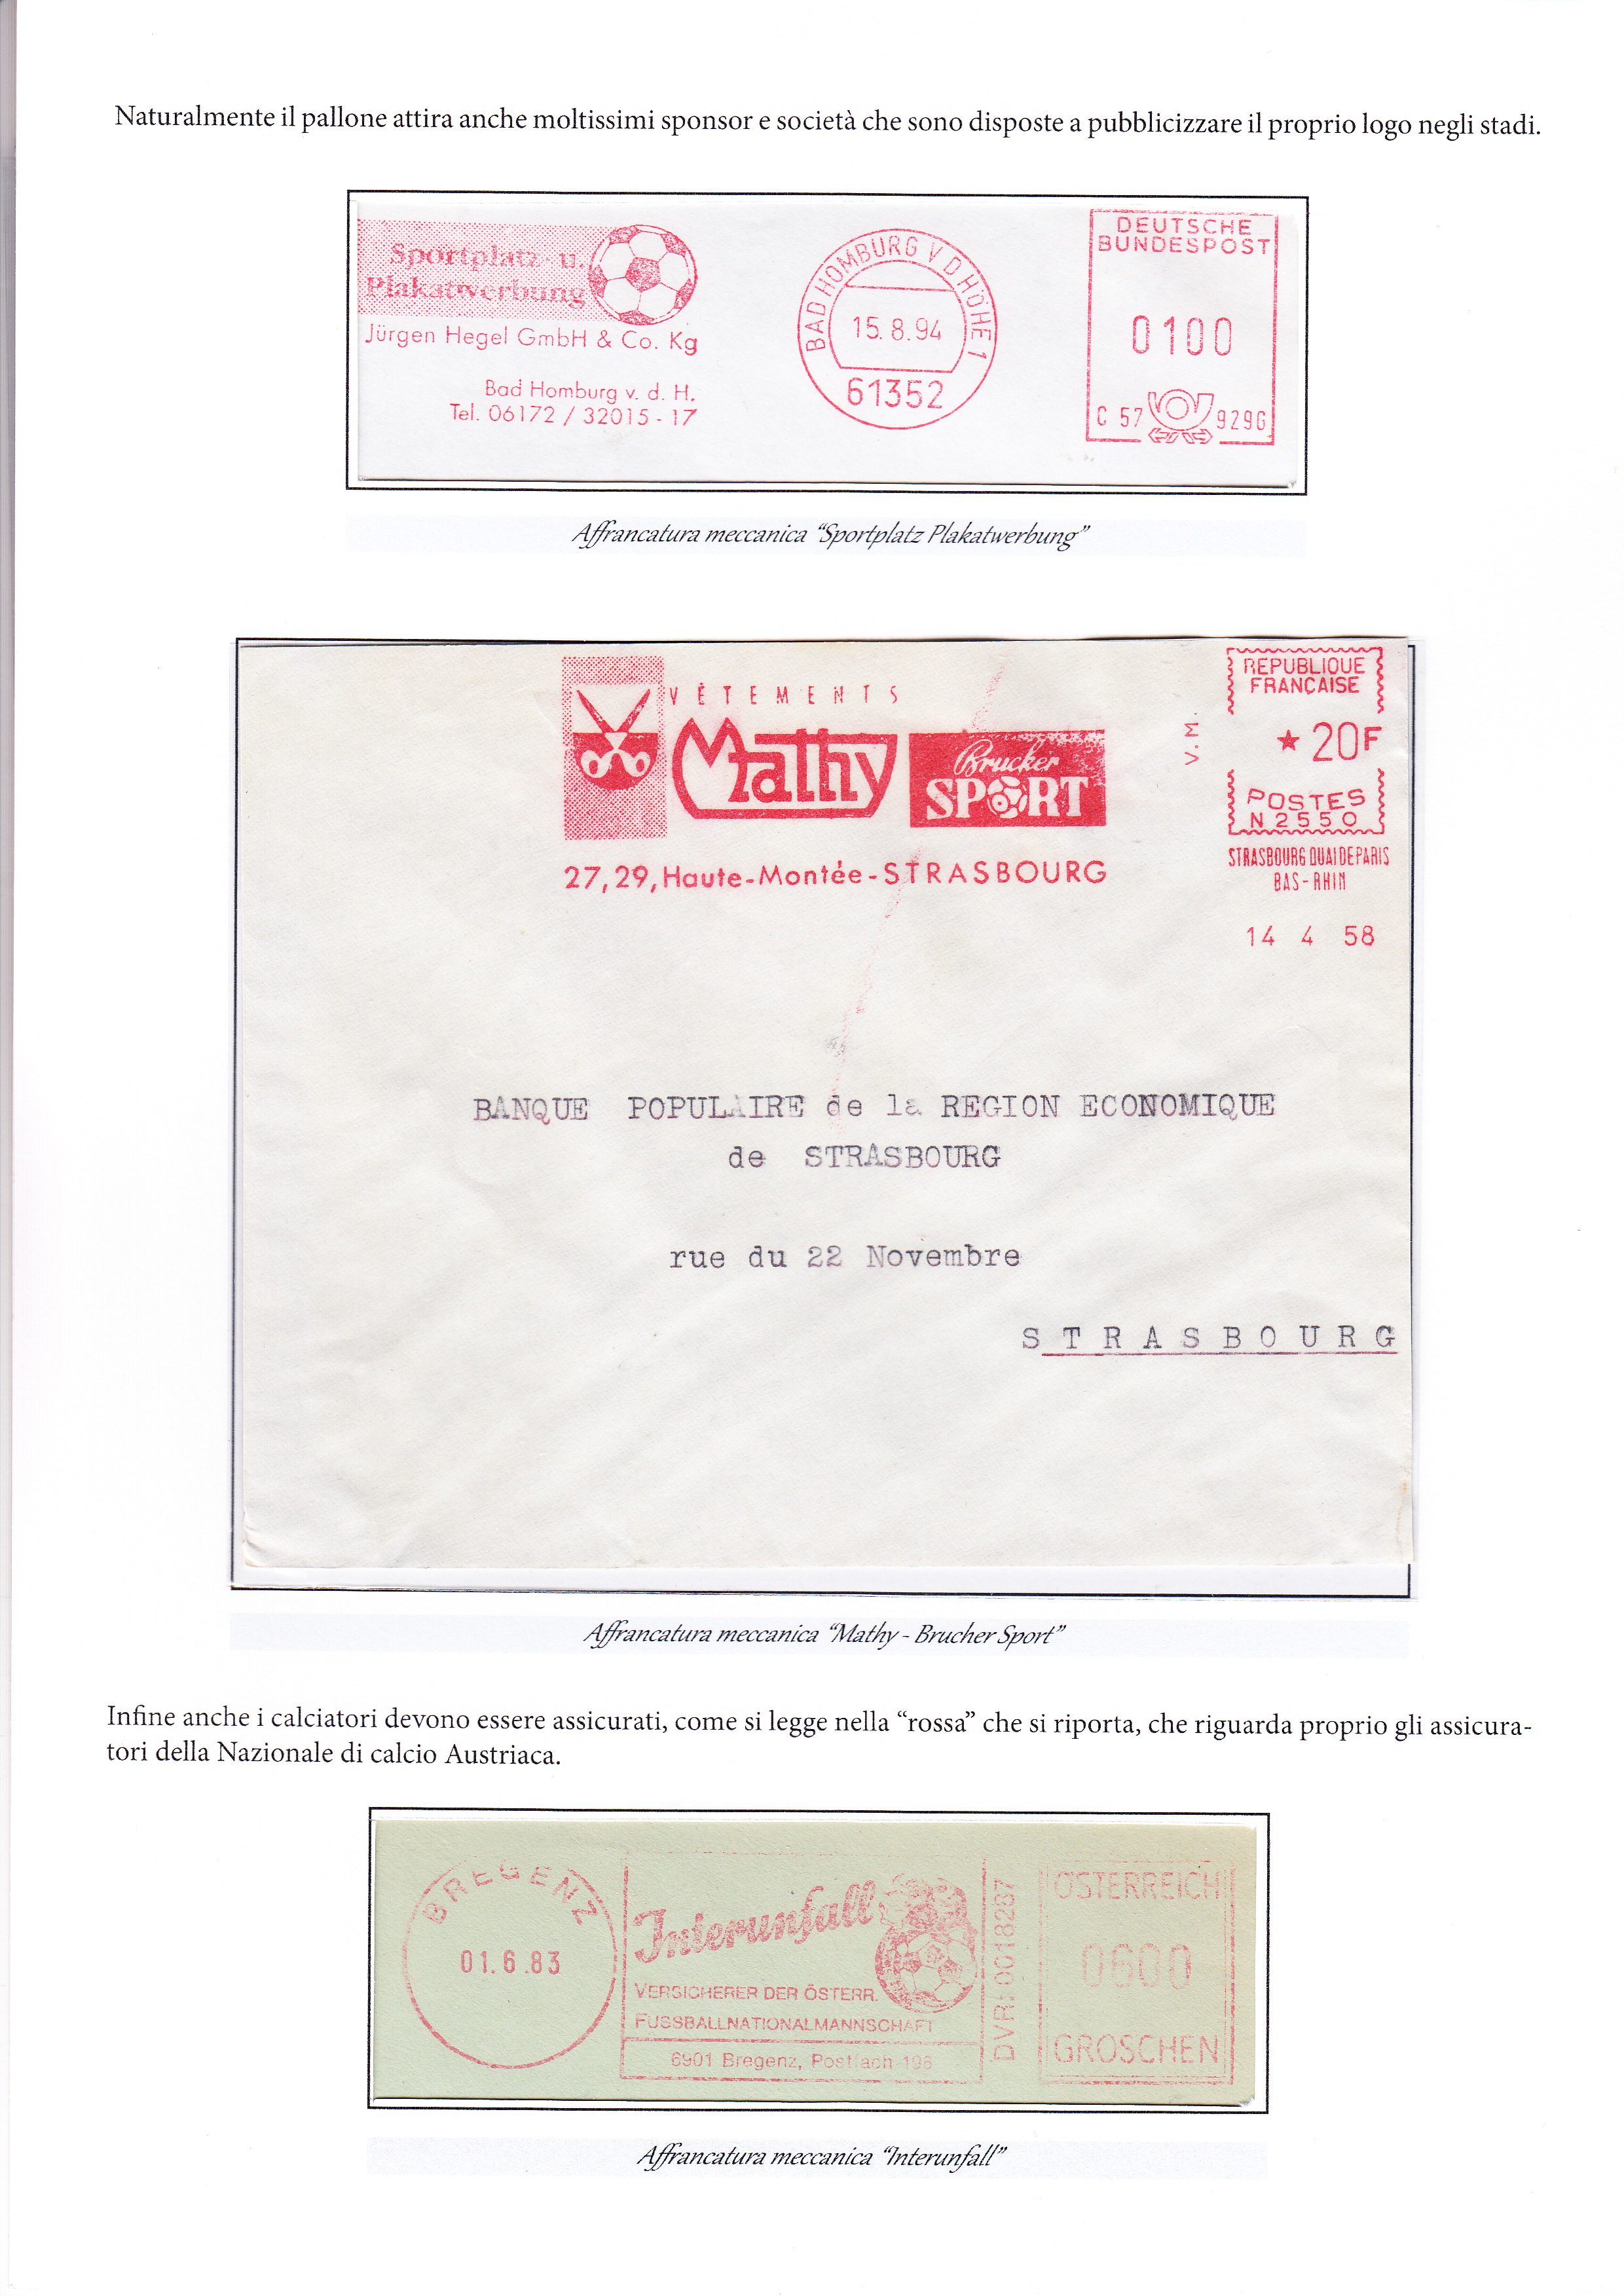 Naturalmente il pallone attira anche moltissimi sponsor e società che sono disposte a pubblicizzare il proprio logo negli stadi.
Sportplatz- u.
Plakatwerbung
Jürgen Hegel GmbH & Co. Kg
Bad Homburg v. d. H.
Tel. 06172 / 32015 - 17
BAD HOMBURG V D HÖHE 1
15. 8. 94
61352
DEUTSCHE
BUNDESPOST
0100
C 57 929G
Affrancatura meccanica “Sportplatz Plakatwerbung”
VÊTEMENTS
Mathy
Brucker
SPORT
27, 29, Haute-Montée - STRASBOURG
V.M.
REPUBLIQUE
FRANCAISE
★ 20F
POSTES
N 2550
STRASBOURG QUAI DE PARIS
BAS - RHIN
14 4 58
BANQUE POPULAIRE de la REGION ECONOMIQUE
de STRASBOURG
rue du 22 Novembre
STRASBOURG
Affrancatura meccanica “Mathy - Brucher Sport”
Infine anche i calciatori devono essere assicurati, come si legge nella “rossa” che si riporta, che riguarda proprio gli assicura-
tori della Nazionale di calcio Austriaca.
BREGENZ
01. 6 .83
Interunfall
VERSICHERER DER ÖSTERR.
FUSSBALLNATIONALMANNSCHAFT
6901 Bregenz, Postfach 196
DVR: 0018287
ÖSTERREICH
0600
GROSCHEN
Affrancatura meccanica “Interunfall”